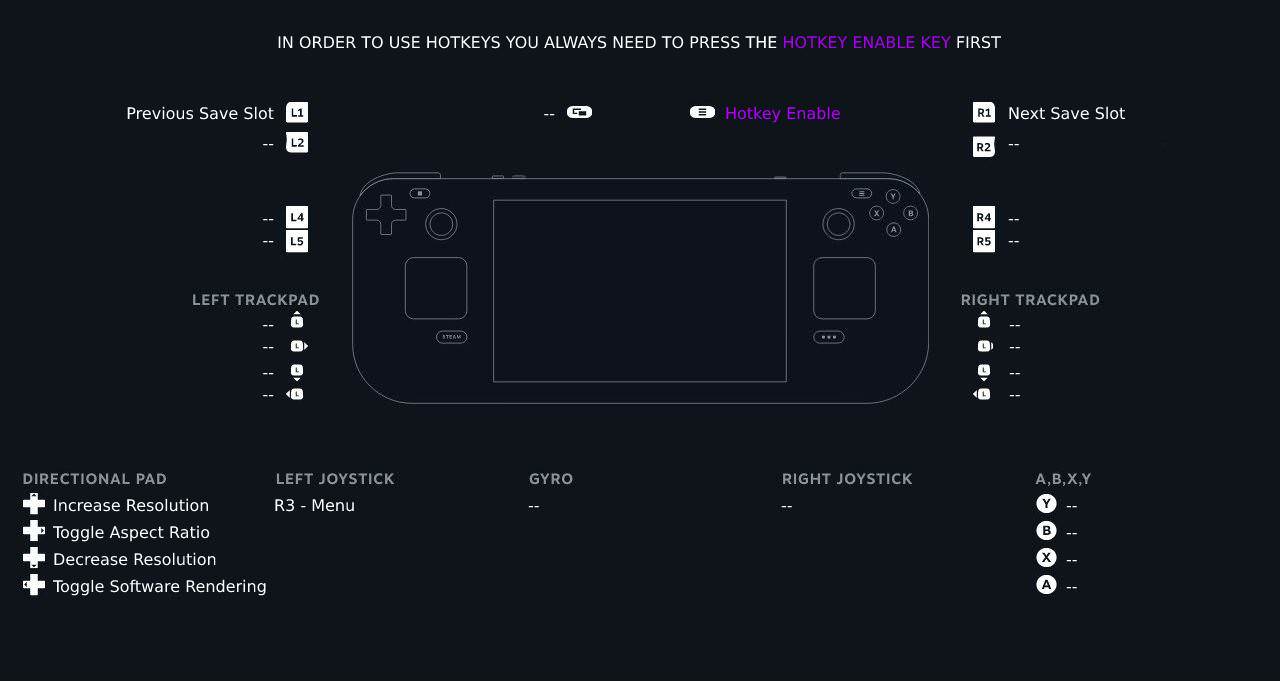 IN ORDER TO USE HOTKEYS YOU ALWAYS NEED TO PRESS THE HOTKEY ENABLE KEY FIRST
Previous Save Slot L1
-- L2
--
Hotkey Enable
R1 Next Save Slot
R2 --
-- L4
-- L5
R4 --
R5 --
Y
X B
A
STEAM
LEFT TRACKPAD
-- L
-- L
-- L
-- L
RIGHT TRACKPAD
L --
L --
L --
L --
DIRECTIONAL PAD
Increase Resolution
Toggle Aspect Ratio
Decrease Resolution
Toggle Software Rendering
LEFT JOYSTICK
R3 - Menu
GYRO
--
RIGHT JOYSTICK
--
A,B,X,Y
Y --
B --
X --
A --